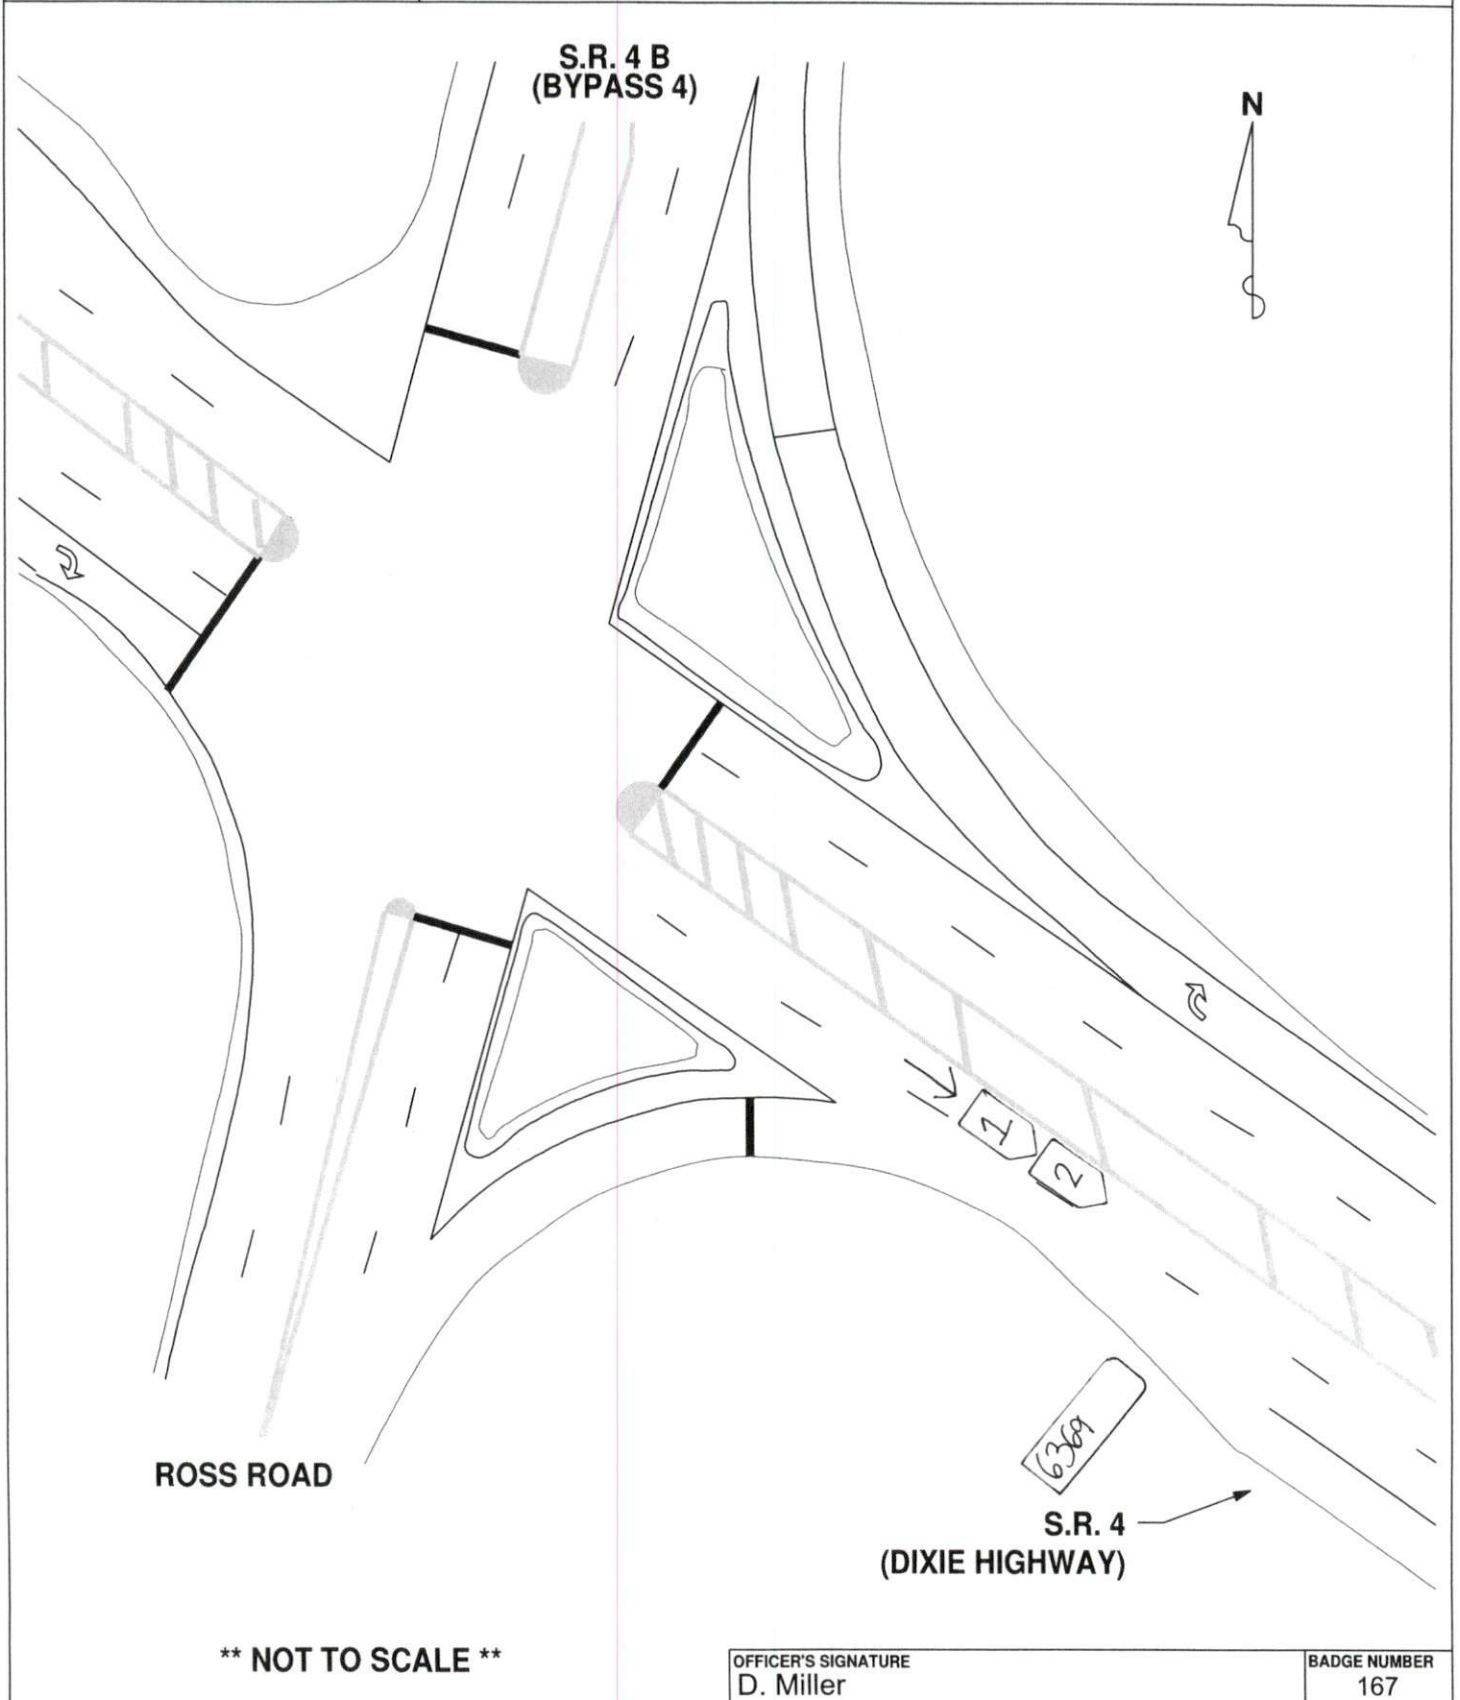 S.R. 4 B
(BYPASS 4)
N
1
2
6369
ROSS ROAD
S.R. 4
(DIXIE HIGHWAY)
** NOT TO SCALE **
OFFICER'S SIGNATURE
D. Miller
BADGE NUMBER
167